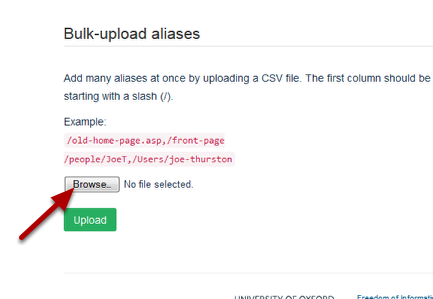 Bulk-upload aliases
Add many aliases at once by uploading a CSV file. The first column should be
starting with a slash (/).
Example:
/old-home-page.asp,/front-page
/people/JoeT,/Users/joe-thurston
Browse.. No file selected.
Upload
UNIVERSITY OF OXFORD Freedom of Informati